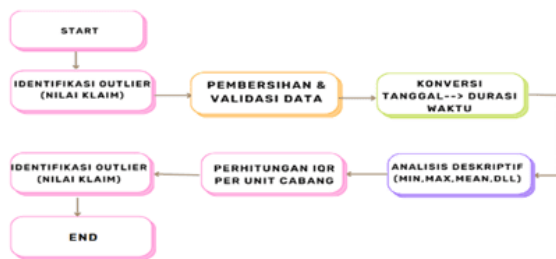 START
IDENTIFIKASI OUTLIER
(NILAI KLAIM)
PEMBERSIHAN &
VALIDASI DATA
KONVERSI
TANGGAL--> DURASI
WAKTU
IDENTIFIKASI OUTLIER
(NILAI KLAIM)
PERHITUNGAN IQR
PER UNIT CABANG
ANALISIS DESKRIPTIF
(MIN,MAX,MEAN,DLL)
END